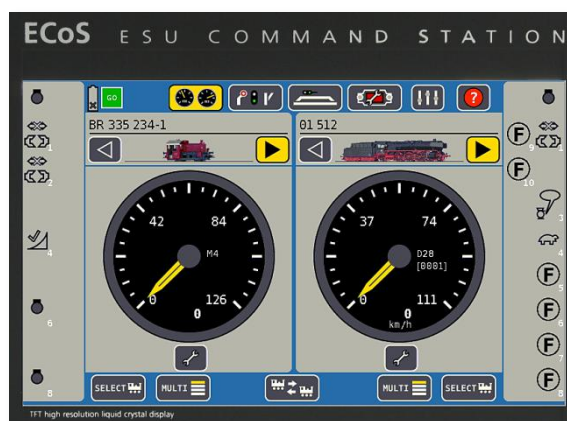 ECoS ESU COMMAND STATION
GO
?
BR 335 234-1
01 512
1
2
4
6
8
42 84
M4
0 126
0
37 74
D28
[0001]
0 111
0
km/h
F 9
F 10
1
3
4
F 5
F 6
F 7
F 8
SELECT MULTI MULTI SELECT
TFT high resolution liquid crystal display